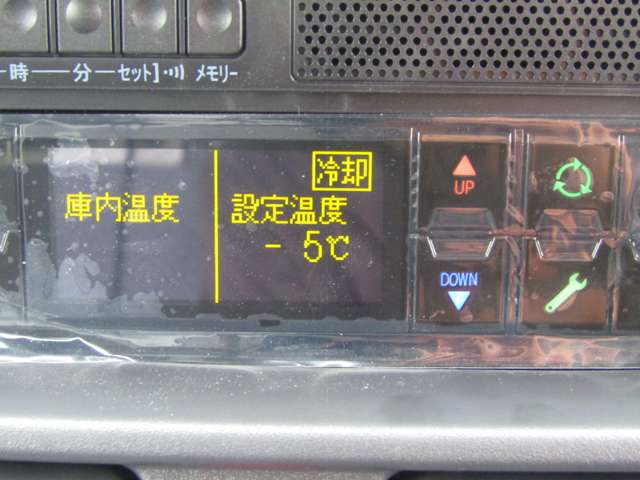 時 分 セット] メモリー
冷却
庫内温度 設定温度
- 5℃
UP
DOWN